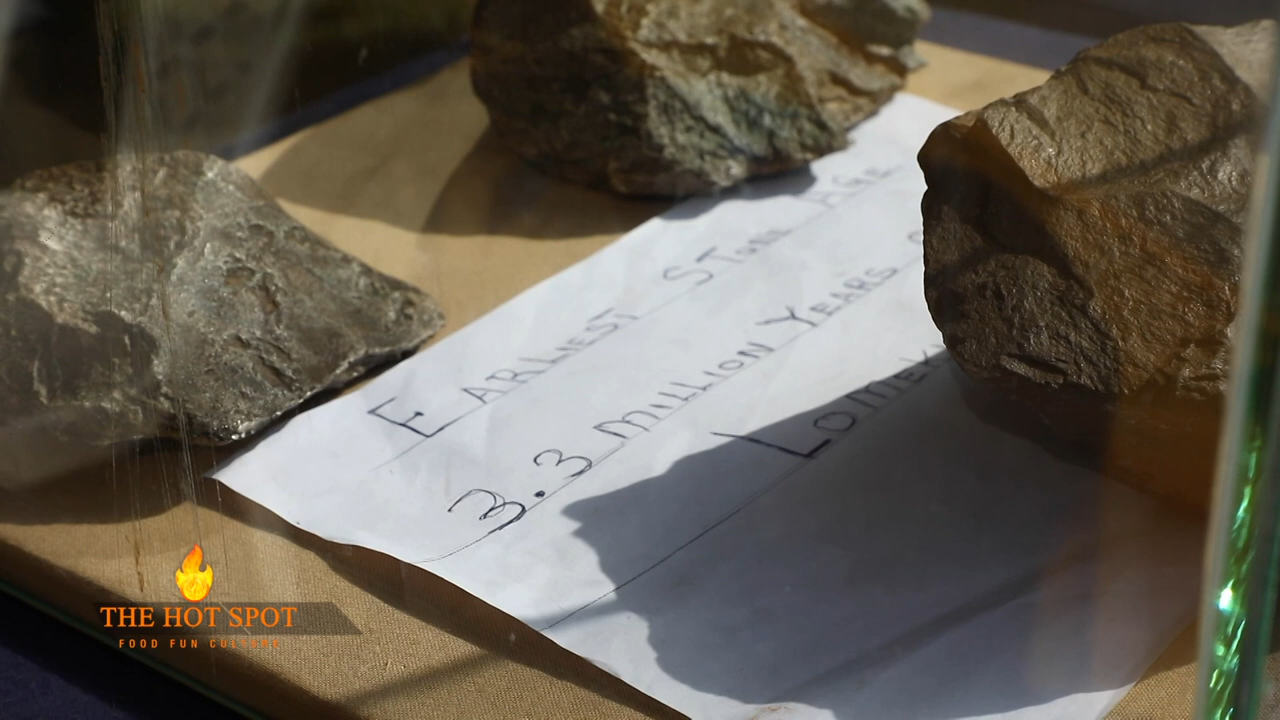 EARLIEST STONE AGE
3.3 MILLION YEARS
LOMEK
THE HOT SPOT
FOOD FUN CULTURE